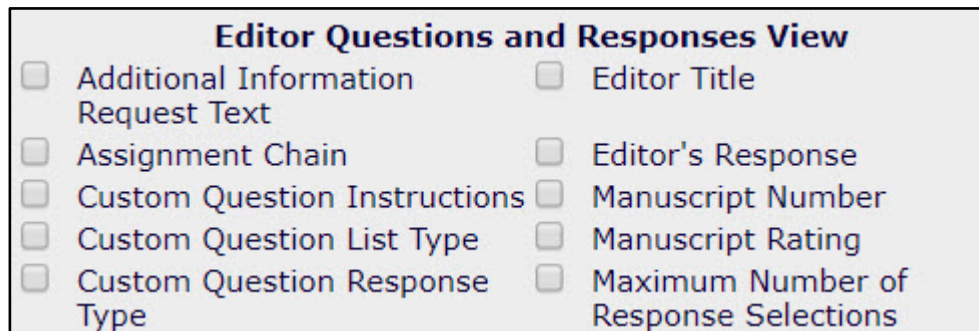 Editor Questions and Responses View
Additional Information
Request Text
Editor Title
Assignment Chain
Editor's Response
Custom Question Instructions
Manuscript Number
Custom Question List Type
Manuscript Rating
Custom Question Response
Type
Maximum Number of
Response Selections